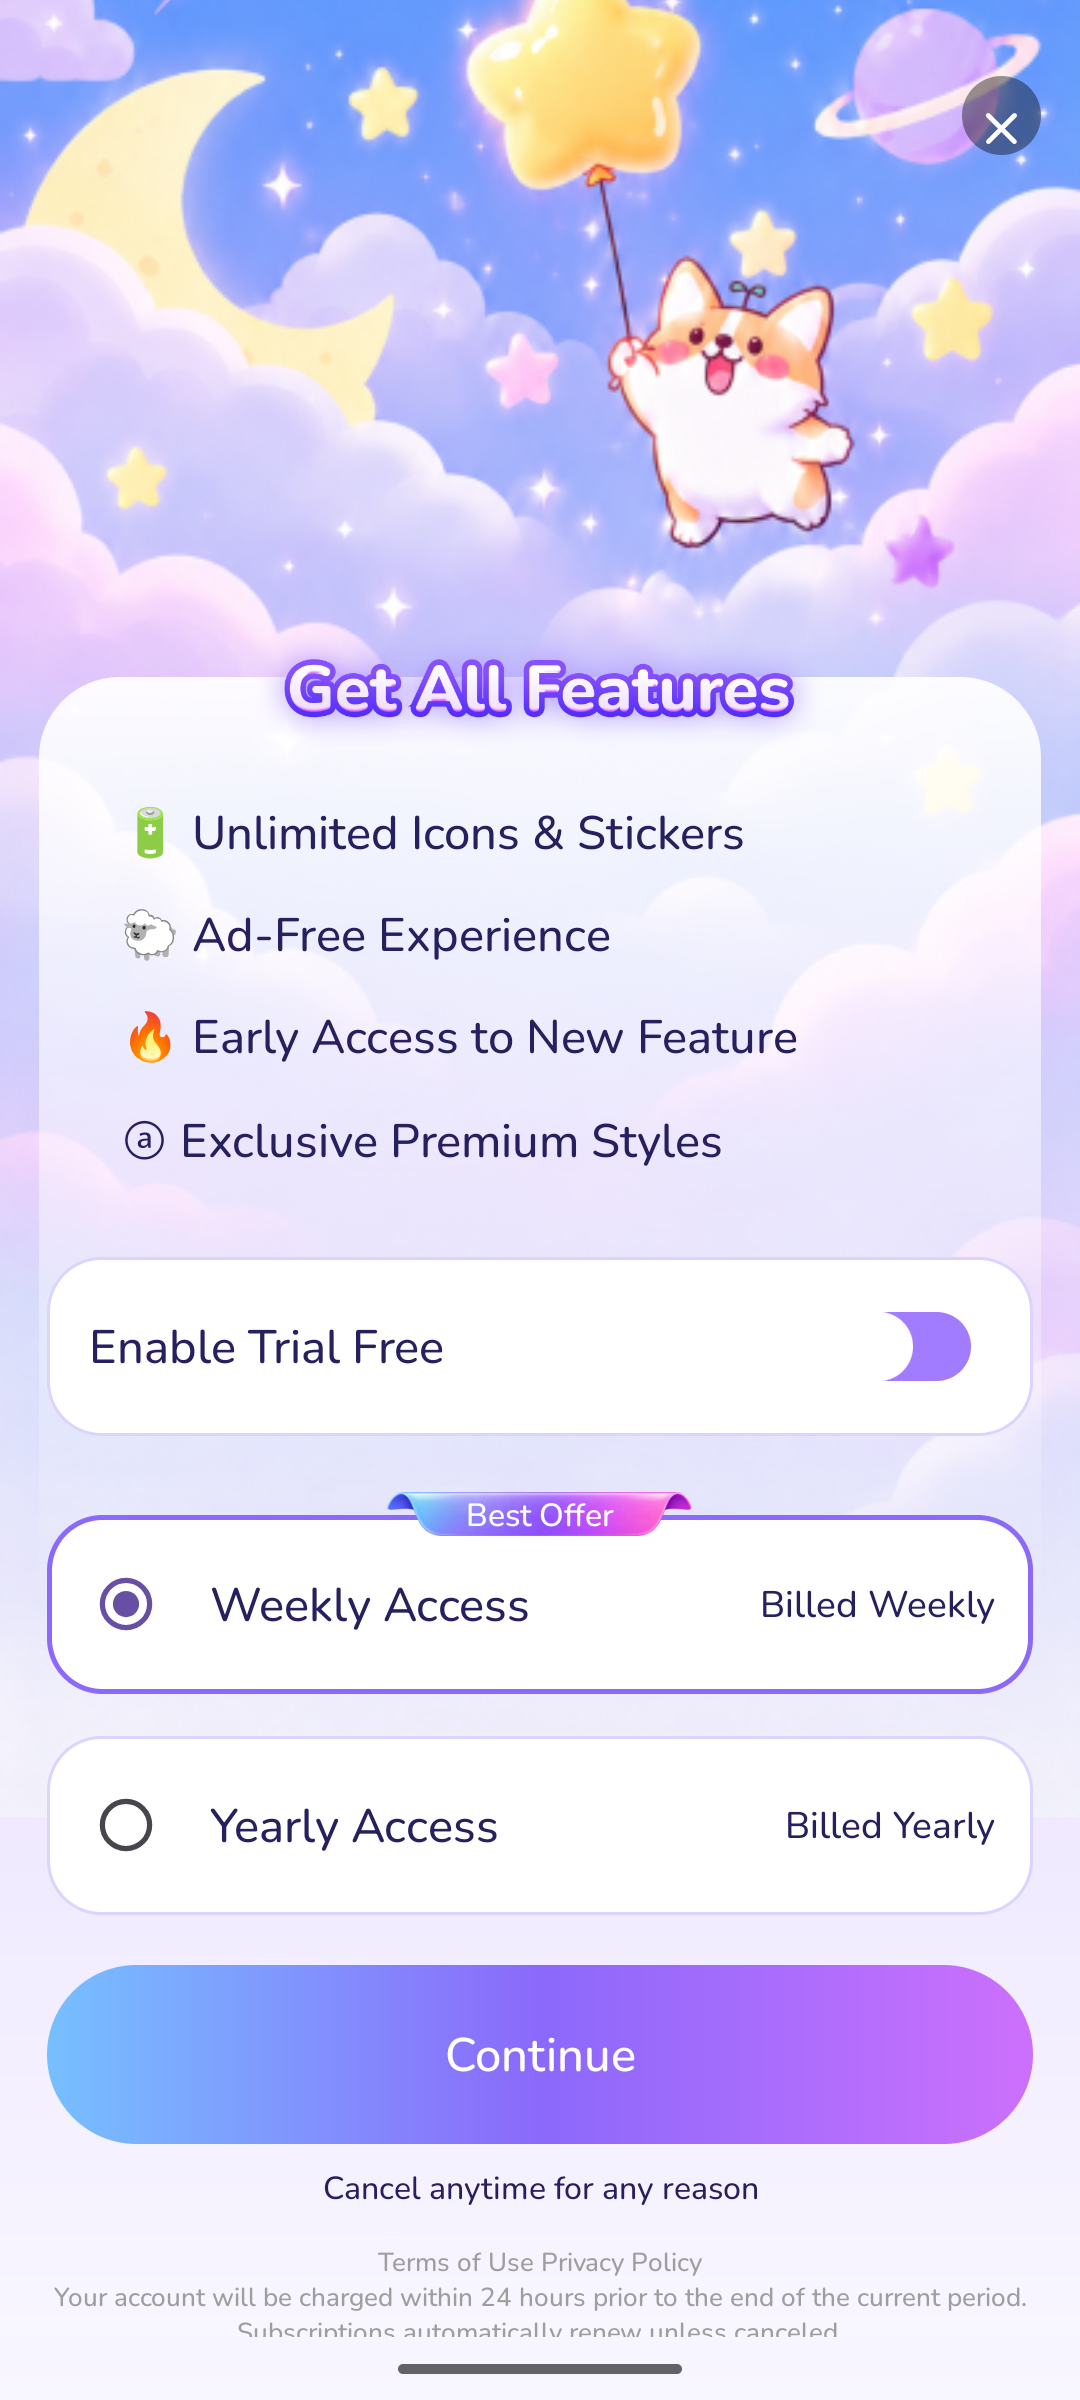 Get All Features
🔋 Unlimited Icons & Stickers
🐑 Ad-Free Experience
🔥 Early Access to New Feature
ⓐ Exclusive Premium Styles
Enable Trial Free
Best Offer
Weekly Access Billed Weekly
Yearly Access Billed Yearly
Continue
Cancel anytime for any reason
Terms of Use Privacy Policy
Your account will be charged within 24 hours prior to the end of the current period.
Subscriptions automatically renew unless canceled